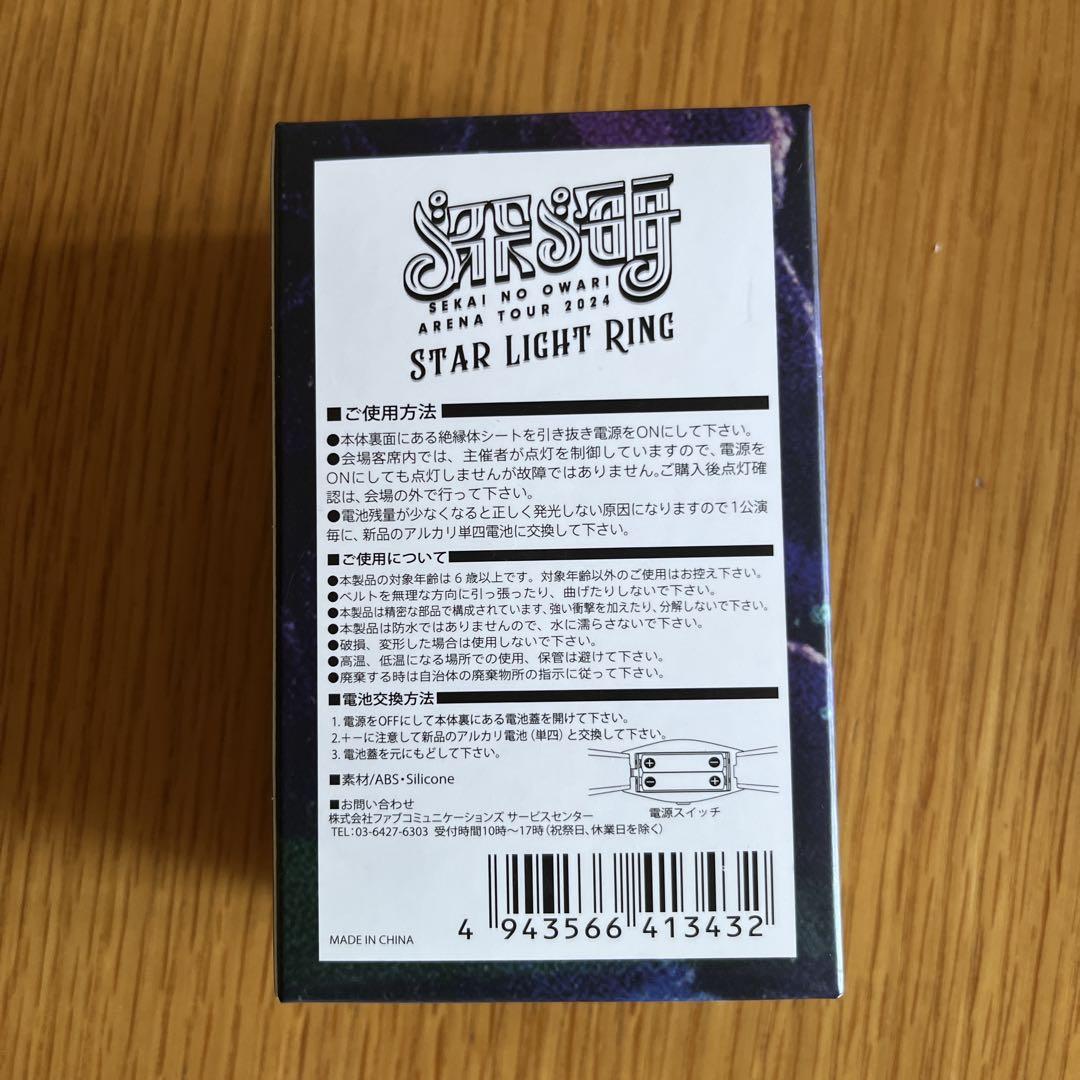 SEKAI NO OWARI
ARENA TOUR 2024
STAR LIGHT RING
■ご使用方法
●本体裏面にある絶縁体シートを引き抜き電源をONにして下さい。
●会場客席内では、主催者が点灯を制御していますので、電源を
ONにしても点灯しませんが故障ではありません。ご購入後点灯確
認は、会場の外で行って下さい。
●電池残量が少なくなると正しく発光しない原因になりますので1公演
毎に、新品のアルカリ単四電池に交換して下さい。
■ご使用について
●本製品の対象年齢は6歳以上です。対象年齢以外のご使用はお控え下さい。
●ベルトを無理な方向に引っ張ったり、曲げたりしないで下さい。
●本製品は精密な部品で構成されています、強い衝撃を加えたり、分解しないで下さい。
●本製品は防水ではありませんので、水に濡らさないで下さい。
●破損、変形した場合は使用しないで下さい。
●高温、低温になる場所での使用、保管は避けて下さい。
●廃棄する時は自治体の廃棄物所の指示に従って下さい。
■電池交換方法
1. 電源をOFFにして本体裏にある電池蓋を開けて下さい。
2.+−に注意して新品のアルカリ電池(単四)と交換して下さい。
3. 電池蓋を元にもどして下さい。
+ −
− +
電源スイッチ
■素材/ABS・Silicone
■お問い合わせ
株式会社ファブコミュニケーションズ サービスセンター
TEL:03-6427-6303 受付時間10時〜17時(祝祭日、休業日を除く)
4 943566 413432
MADE IN CHINA